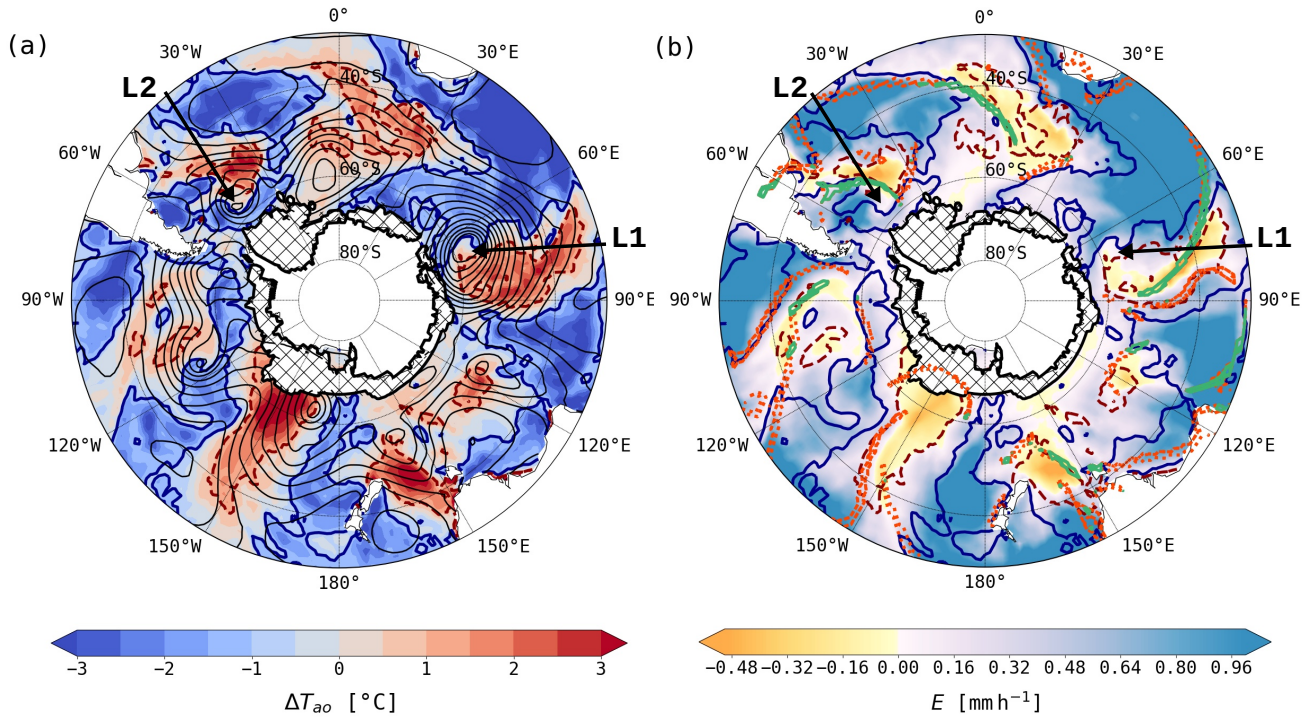 (a)
0°
30°W
30°E
L2
40°S
60°W
60°S
60°E
L1
80°S
90°W
90°E
120°W
120°E
150°W
150°E
180°
−3 −2 −1 0 1 2 3
ΔTao [°C]
(b)
0°
30°W
30°E
L2
40°S
60°W
60°S
60°E
L1
80°S
90°W
90°E
120°W
120°E
150°W
150°E
180°
−0.48 −0.32 −0.16 0.00 0.16 0.32 0.48 0.64 0.80 0.96
E [mm h⁻¹]